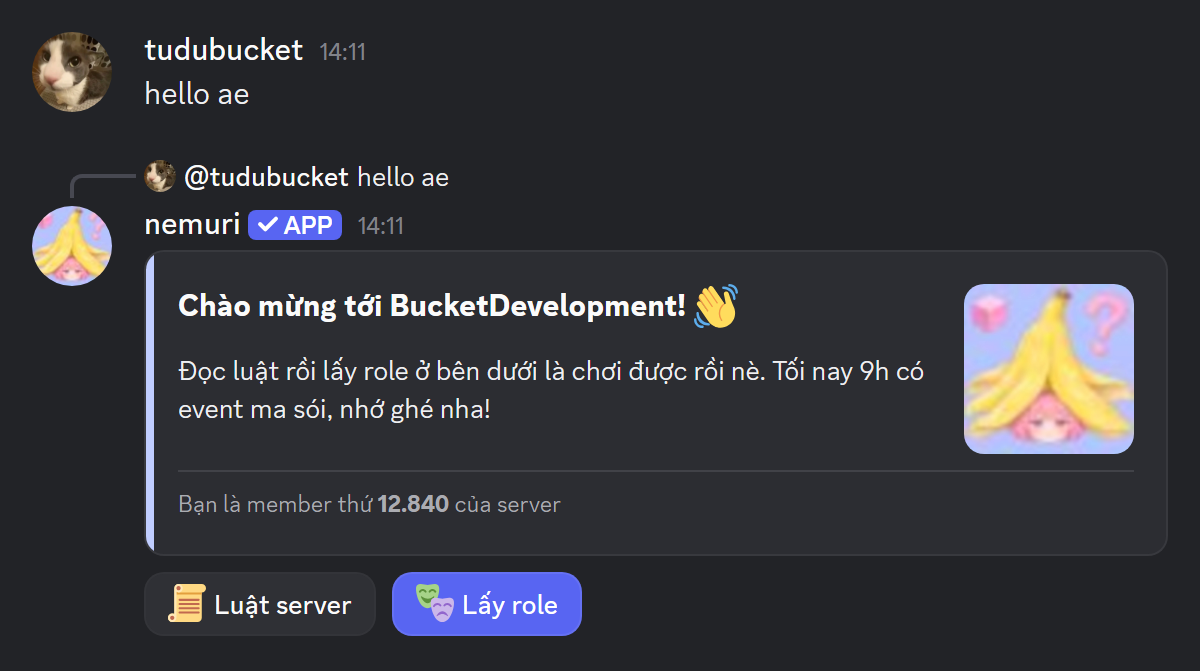 tudubucket 14:11
hello ae
@tudubucket hello ae
nemuri ✓ APP 14:11
Chào mừng tới BucketDevelopment! 👋
Đọc luật rồi lấy role ở bên dưới là chơi được rồi nè. Tối nay 9h có
event ma sói, nhớ ghé nha!
Bạn là member thứ 12.840 của server
📜 Luật server 🎭 Lấy role